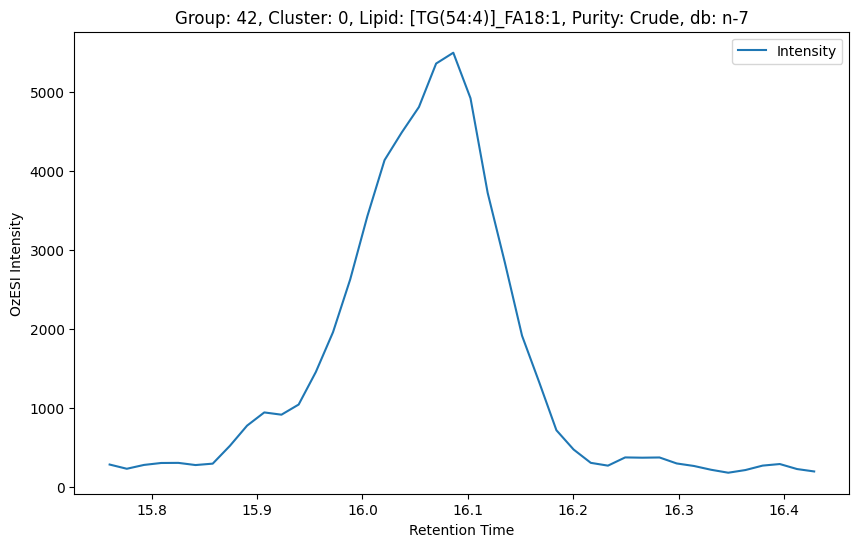 Group: 42, Cluster: 0, Lipid: [TG(54:4)]_FA18:1, Purity: Crude, db: n-7
Intensity
OzESI Intensity
5000
4000
3000
2000
1000
0
15.8 15.9 16.0 16.1 16.2 16.3 16.4
Retention Time